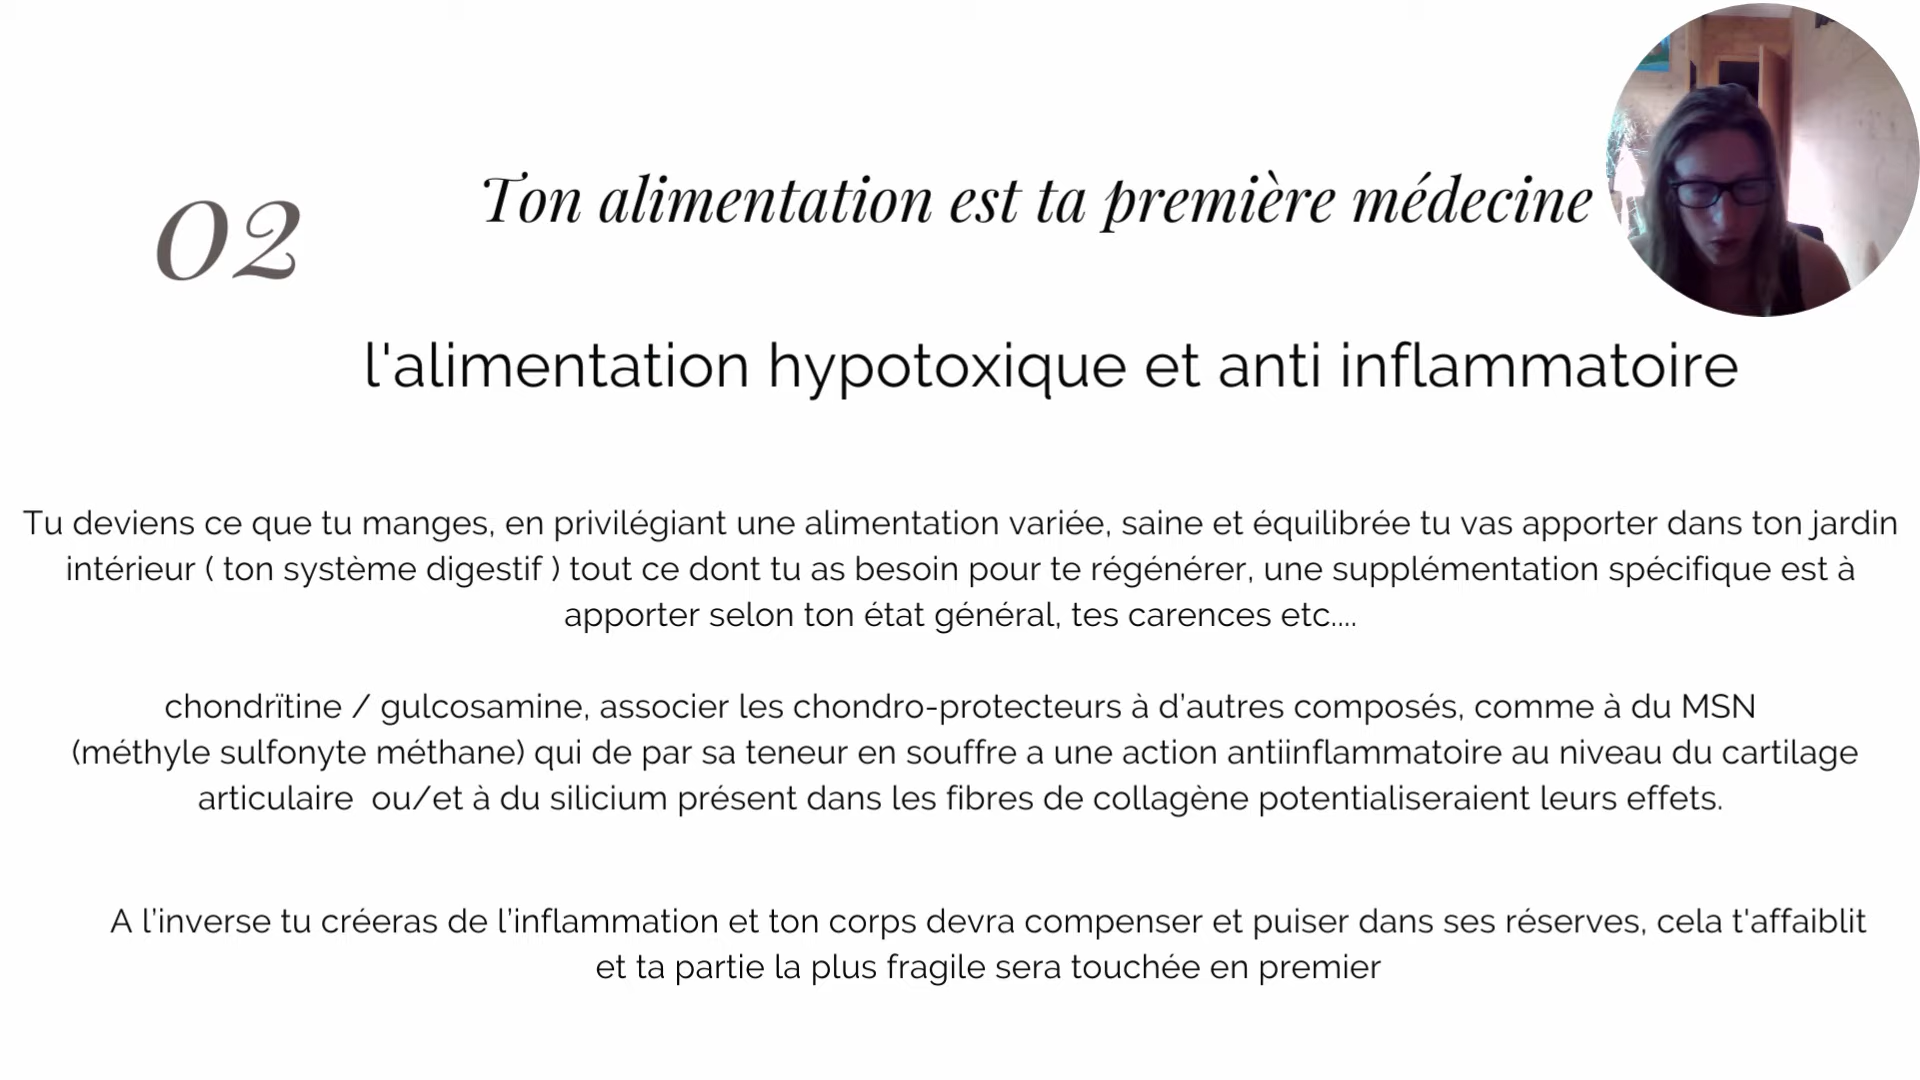 02
Ton alimentation est ta première médecine
l'alimentation hypotoxique et anti inflammatoire
Tu deviens ce que tu manges, en privilégiant une alimentation variée, saine et équilibrée tu vas apporter dans ton jardin
intérieur ( ton système digestif ) tout ce dont tu as besoin pour te régénérer, une supplémentation spécifique est à
apporter selon ton état général, tes carences etc....
chondrïtine / gulcosamine, associer les chondro-protecteurs à d’autres composés, comme à du MSN
(méthyle sulfonyte méthane) qui de par sa teneur en souffre a une action antiinflammatoire au niveau du cartilage
articulaire  ou/et à du silicium présent dans les fibres de collagène potentialiseraient leurs effets.
A l’inverse tu créeras de l’inflammation et ton corps devra compenser et puiser dans ses réserves, cela t'affaiblit
et ta partie la plus fragile sera touchée en premier